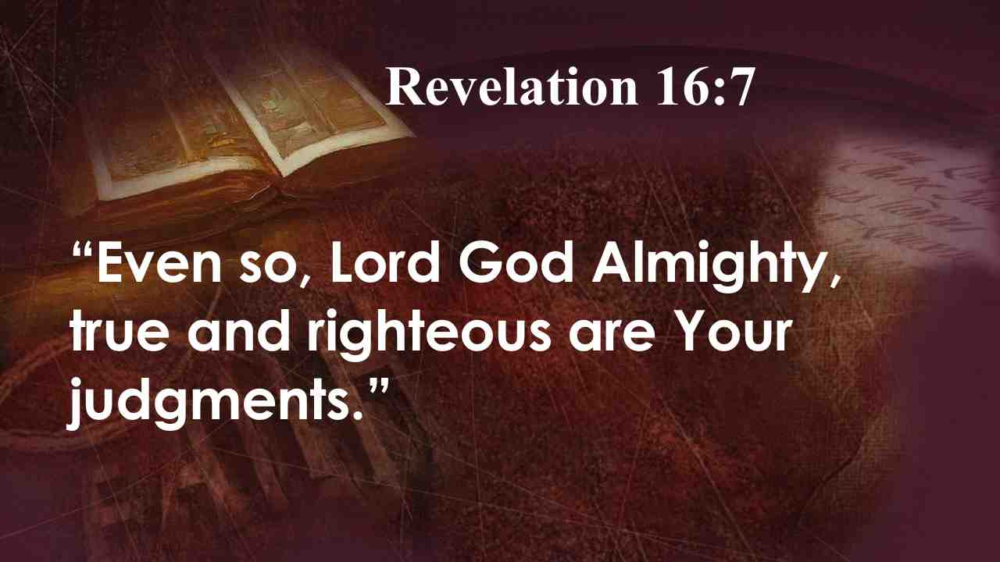 Revelation 16:7
“Even so, Lord God Almighty,
true and righteous are Your
judgments.”